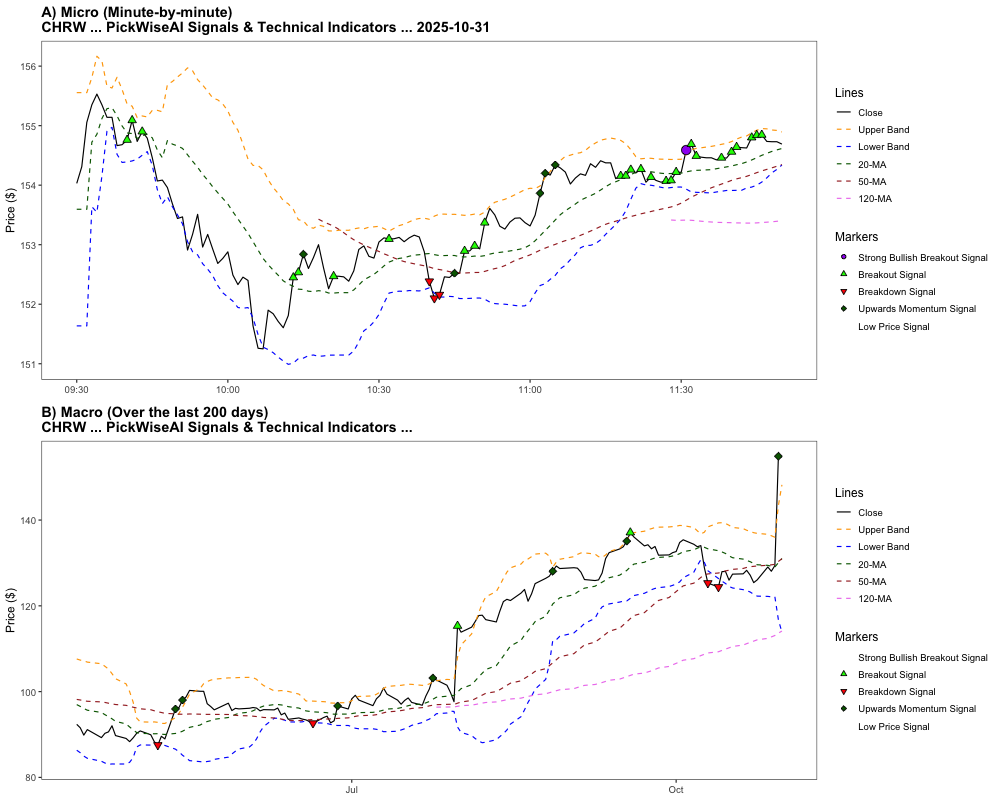 A) Micro (Minute-by-minute)
CHRW ... PickWiseAI Signals & Technical Indicators ... 2025-10-31
Price ($)
156
155
154
153
152
151
09:30
10:00
10:30
11:00
11:30
Lines
Close
Upper Band
Lower Band
20-MA
50-MA
120-MA
Markers
Strong Bullish Breakout Signal
Breakout Signal
Breakdown Signal
Upwards Momentum Signal
Low Price Signal
B) Macro (Over the last 200 days)
CHRW ... PickWiseAI Signals & Technical Indicators ...
Price ($)
140
120
100
80
Jul
Oct
Lines
Close
Upper Band
Lower Band
20-MA
50-MA
120-MA
Markers
Strong Bullish Breakout Signal
Breakout Signal
Breakdown Signal
Upwards Momentum Signal
Low Price Signal